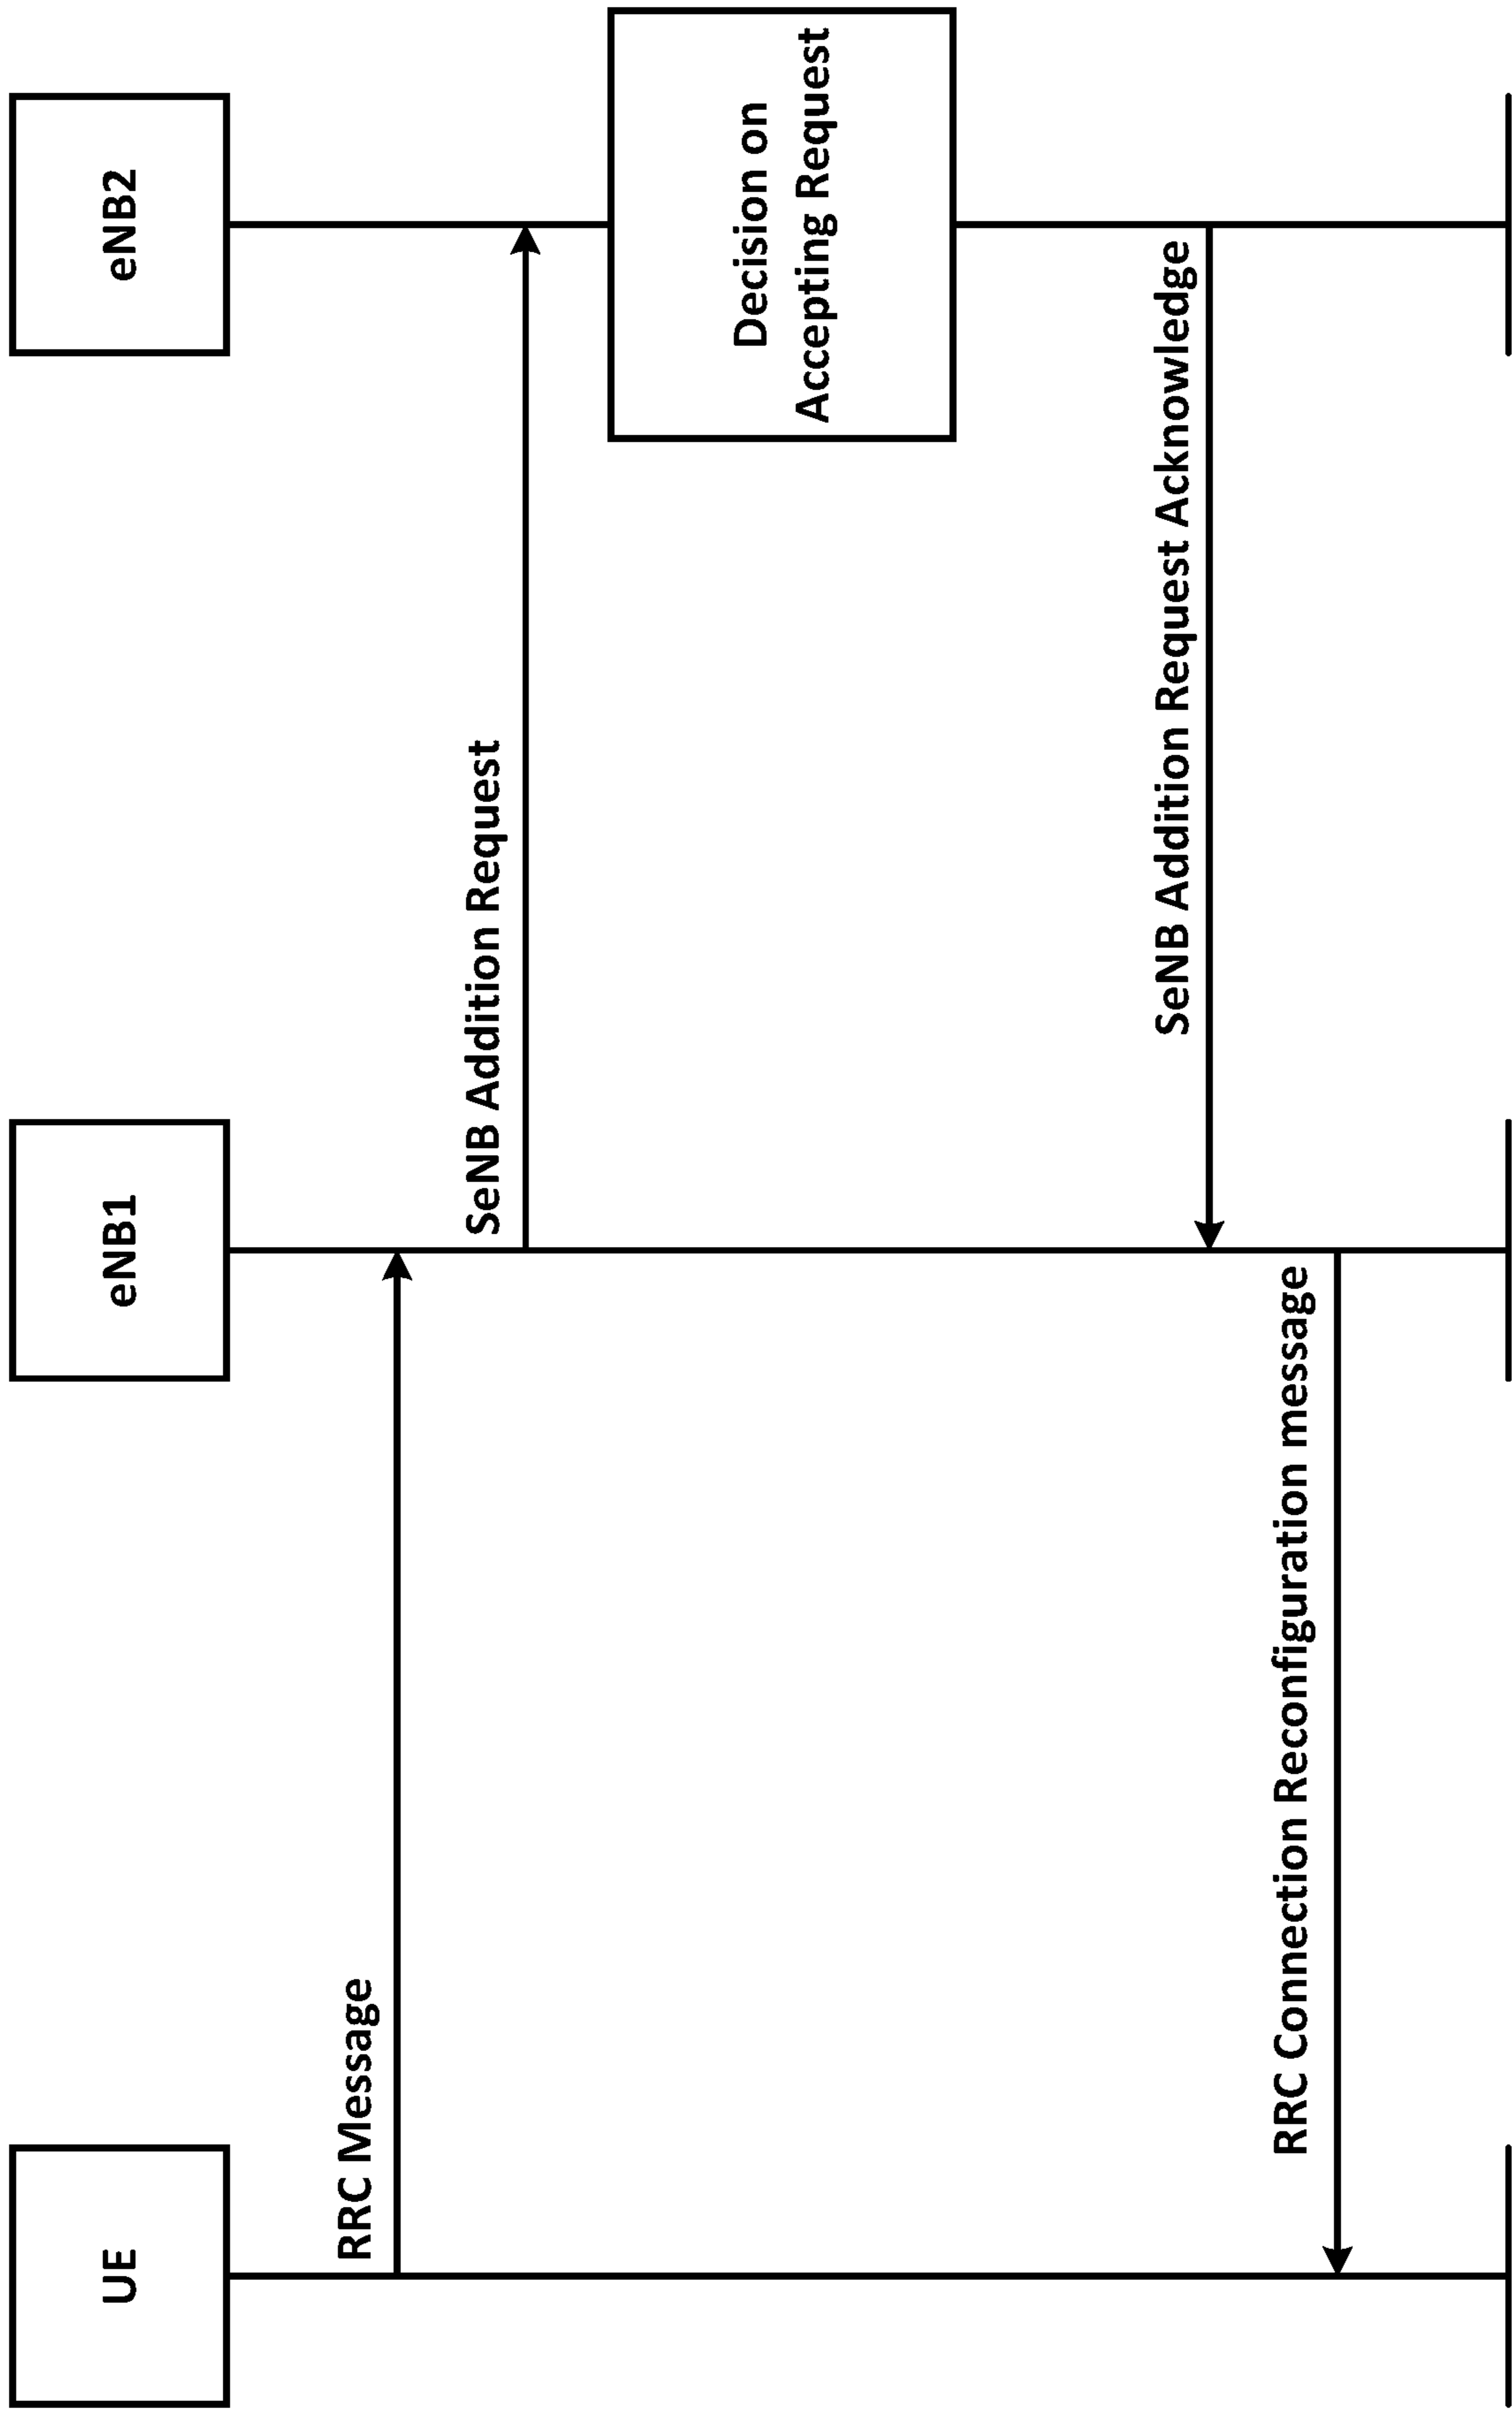 UE
eNB1
eNB2
RRC Message
SeNB Addition Request
Decision on
Accepting Request
SeNB Addition Request Acknowledge
RRC Connection Reconfiguration message